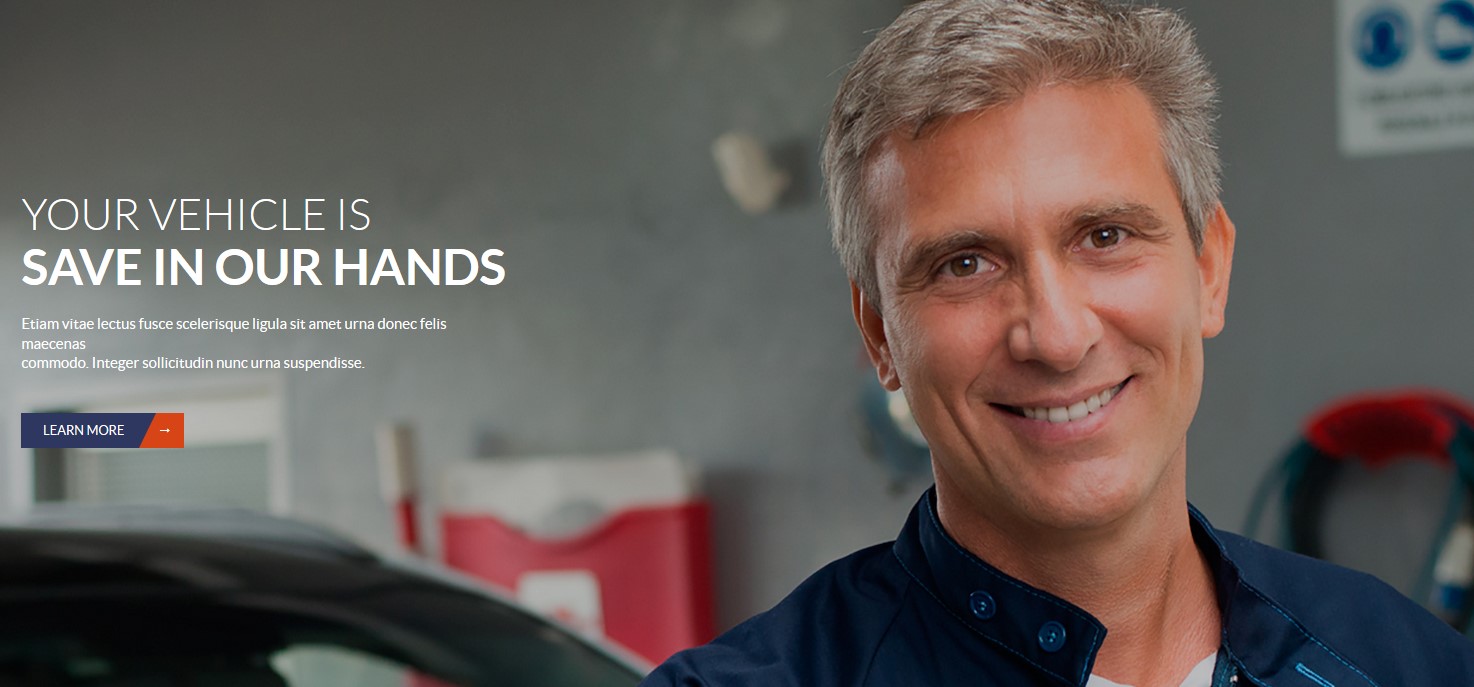 YOUR VEHICLE IS
SAVE IN OUR HANDS
Etiam vitae lectus fusce scelerisque ligula sit amet urna donec felis
maecenas
commodo. Integer sollicitudin nunc urna suspendisse.
LEARN MORE →